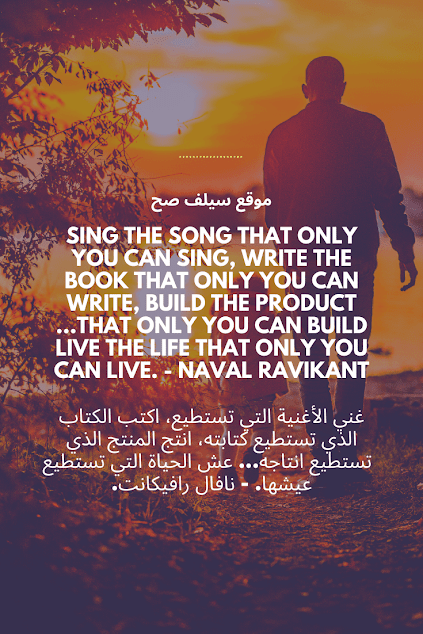 موقع سيلف صح
SING THE SONG THAT ONLY
YOU CAN SING, WRITE THE
BOOK THAT ONLY YOU CAN
WRITE, BUILD THE PRODUCT
...THAT ONLY YOU CAN BUILD
LIVE THE LIFE THAT ONLY YOU
CAN LIVE. - NAVAL RAVIKANT
غني الأغنية التي تستطيع، اكتب الكتاب
الذي تستطيع كتابته، انتج المنتج الذي
تستطيع انتاجه... عش الحياة التي تستطيع
عيشها. - نافال رافيكانت.